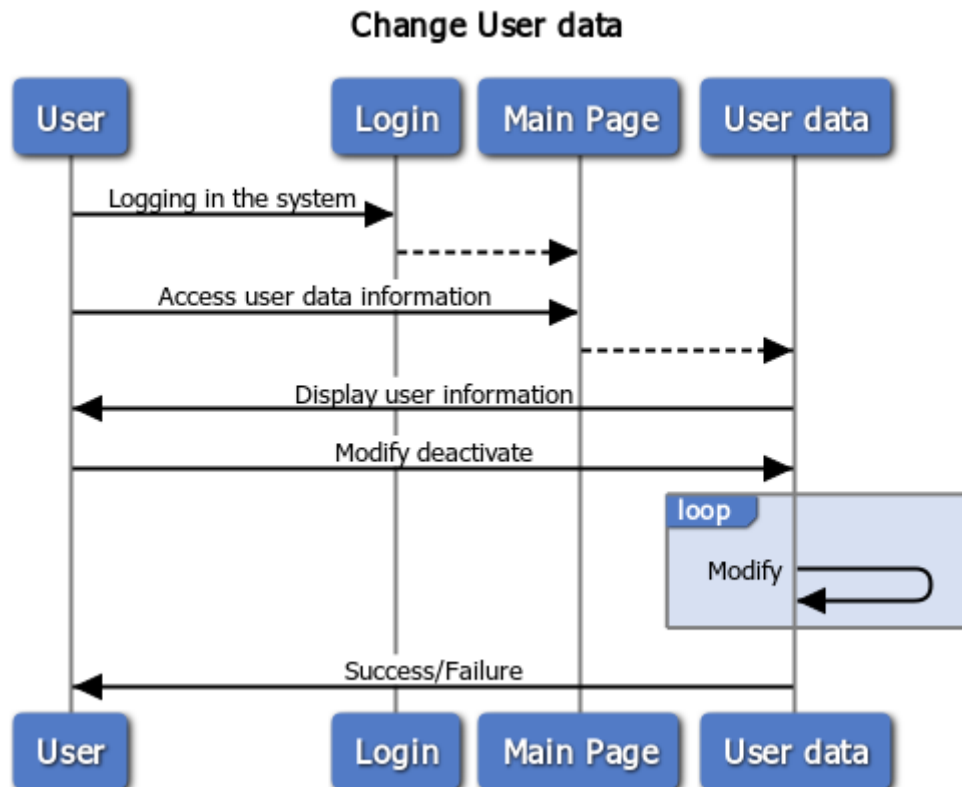 Change User data
User Login Main Page User data
Logging in the system
Access user data information
Display user information
Modify deactivate
loop
Modify
Success/Failure
User Login Main Page User data